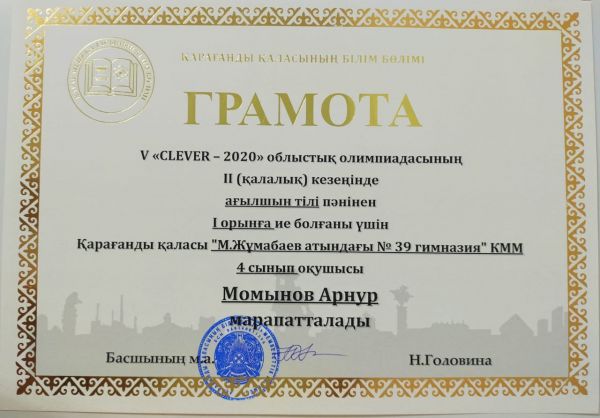 ҚАРАҒАНДЫ ҚАЛАСЫНЫҢ БІЛІМ БӨЛІМІ
ГРАМОТА
V «CLEVER – 2020» облыстық олимпиадасының
II (қалалық) кезеңінде
ағылшын тілі пәнінен
I орынға ие болғаны үшін
Қарағанды қаласы "М.Жұмабаев атындағы № 39 гимназия" КММ
4 сынып оқушысы
Момынов Арнур
марапатталады
Басшының м.а. Н.Головина